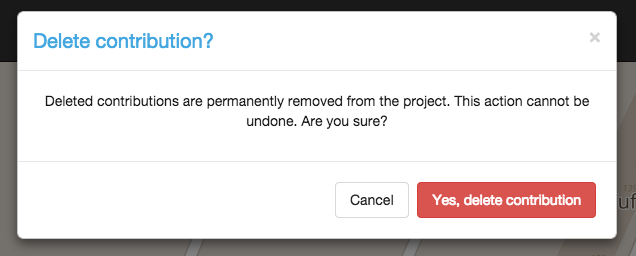 Delete contribution?
×
Deleted contributions are permanently removed from the project. This action cannot be
undone. Are you sure?
Cancel
Yes, delete contribution
uf